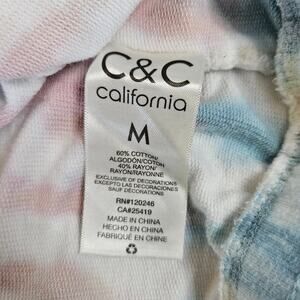 C&C
california
M
60% COTTON/
ALGODÓN/COTON
40% RAYON/
RAYÓN/RAYONNE
EXCLUSIVE OF DECORATIONS
EXCEPTO LAS DECORACIONES
SAUF DÉCORATIONS
RN#120246
CA#25419
MADE IN CHINA
HECHO EN CHINA
FABRIQUÉ EN CHINE